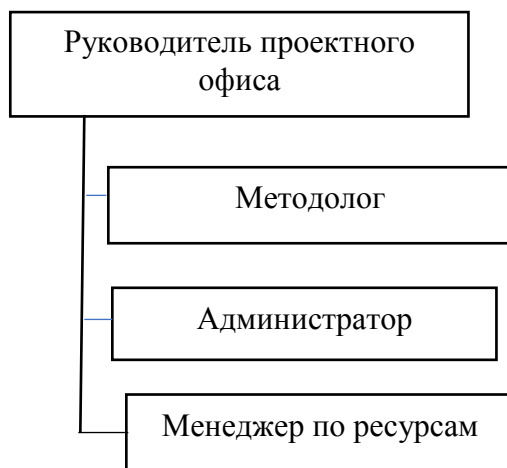 Руководитель проектного
офиса
Методолог
Администратор
Менеджер по ресурсам